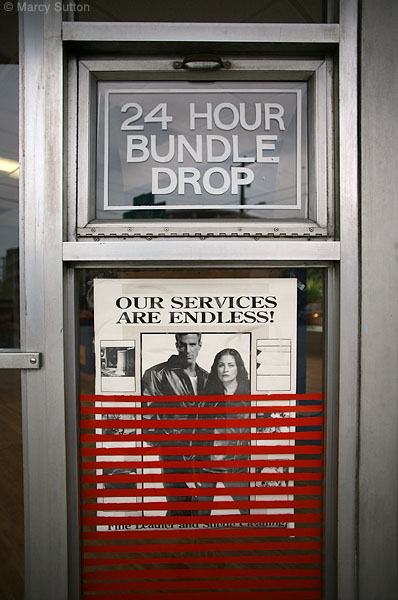 © Marcy Sutton
24 HOUR
BUNDLE
DROP
OUR SERVICES
ARE ENDLESS!
Fine Leather and Suede Cleaning